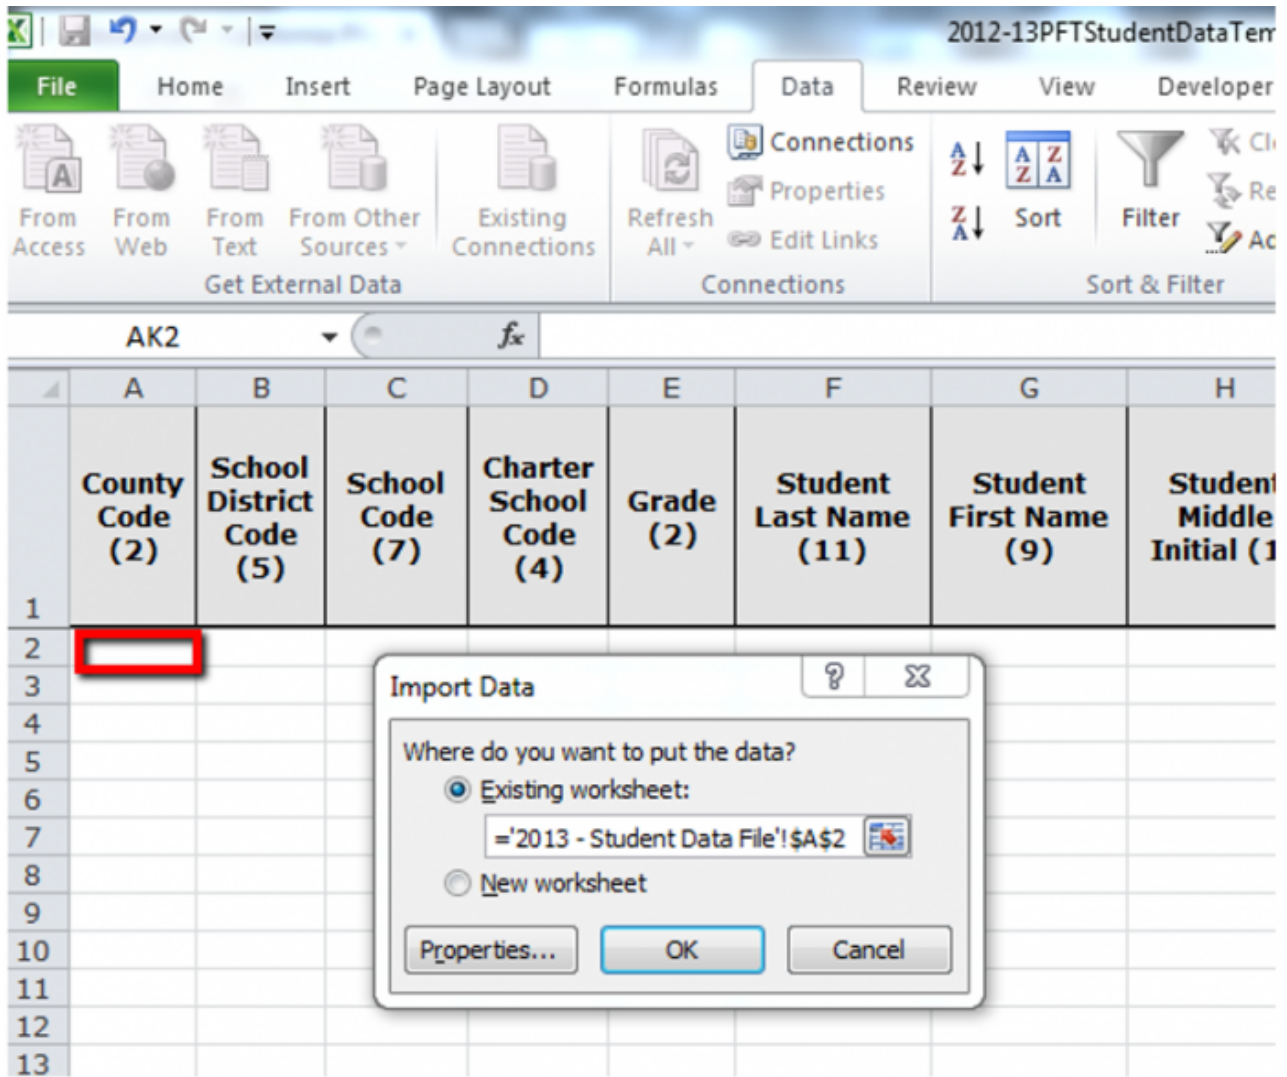 2012-13PFTStudentDataTem
File Home Insert Page Layout Formulas Data Review View Developer
From Access
From Web
From Text
From Other Sources
Existing Connections
Refresh All
Connections
Properties
Edit Links
Sort
Filter
Get External Data
Connections
Sort & Filter
AK2
fx
A B C D E F G H
1
County
Code
(2)
School
District
Code
(5)
School
Code
(7)
Charter
School
Code
(4)
Grade
(2)
Student
Last Name
(11)
Student
First Name
(9)
Student
Middle
Initial (1
2
3
4
5
6
7
8
9
10
11
12
13
Import Data
Where do you want to put the data?
Existing worksheet:
='2013 - Student Data File'!$A$2
New worksheet
Properties...
OK
Cancel